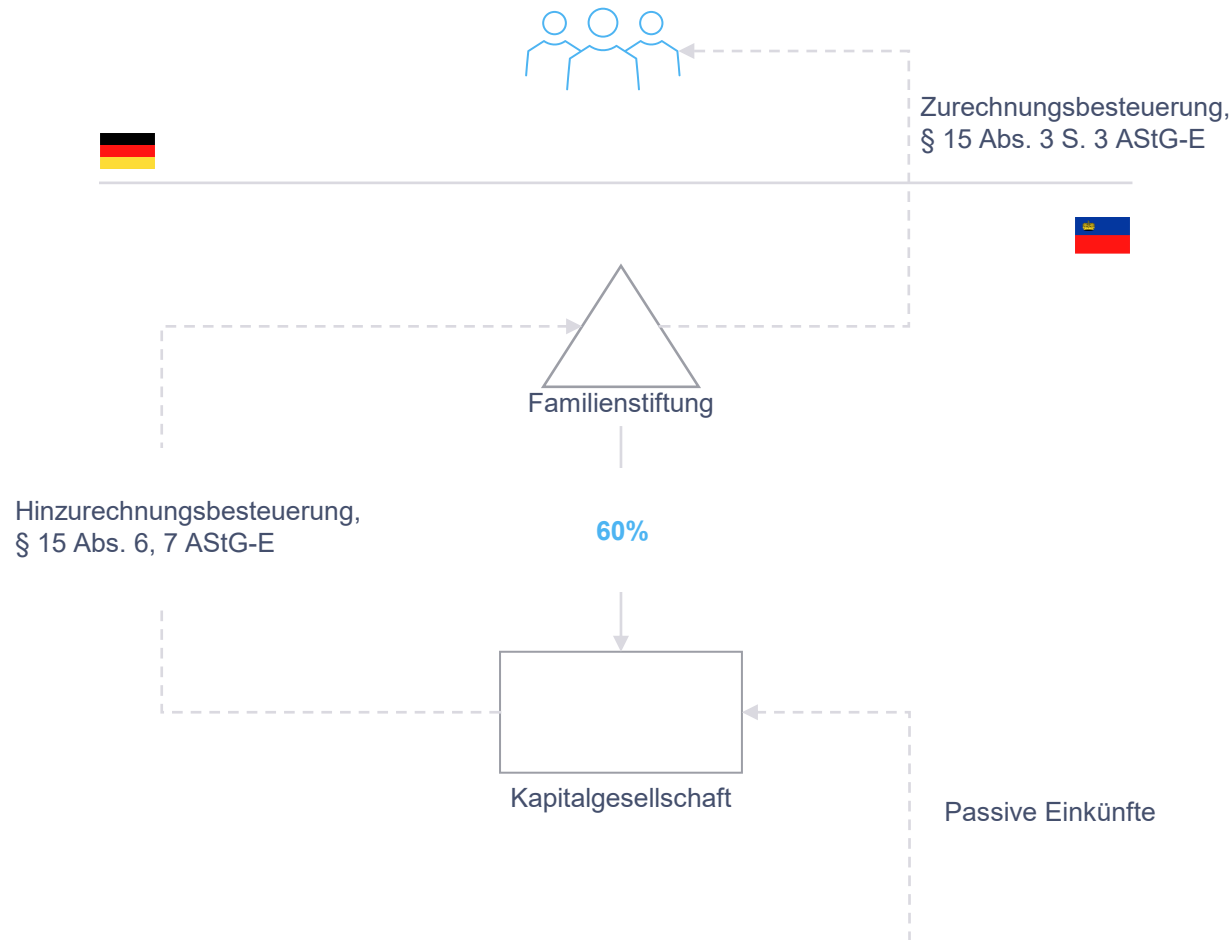 Zurechnungsbesteuerung,
§ 15 Abs. 3 S. 3 AStG-E
Familienstiftung
Hinzurechnungsbesteuerung,
§ 15 Abs. 6, 7 AStG-E
60%
Kapitalgesellschaft
Passive Einkünfte